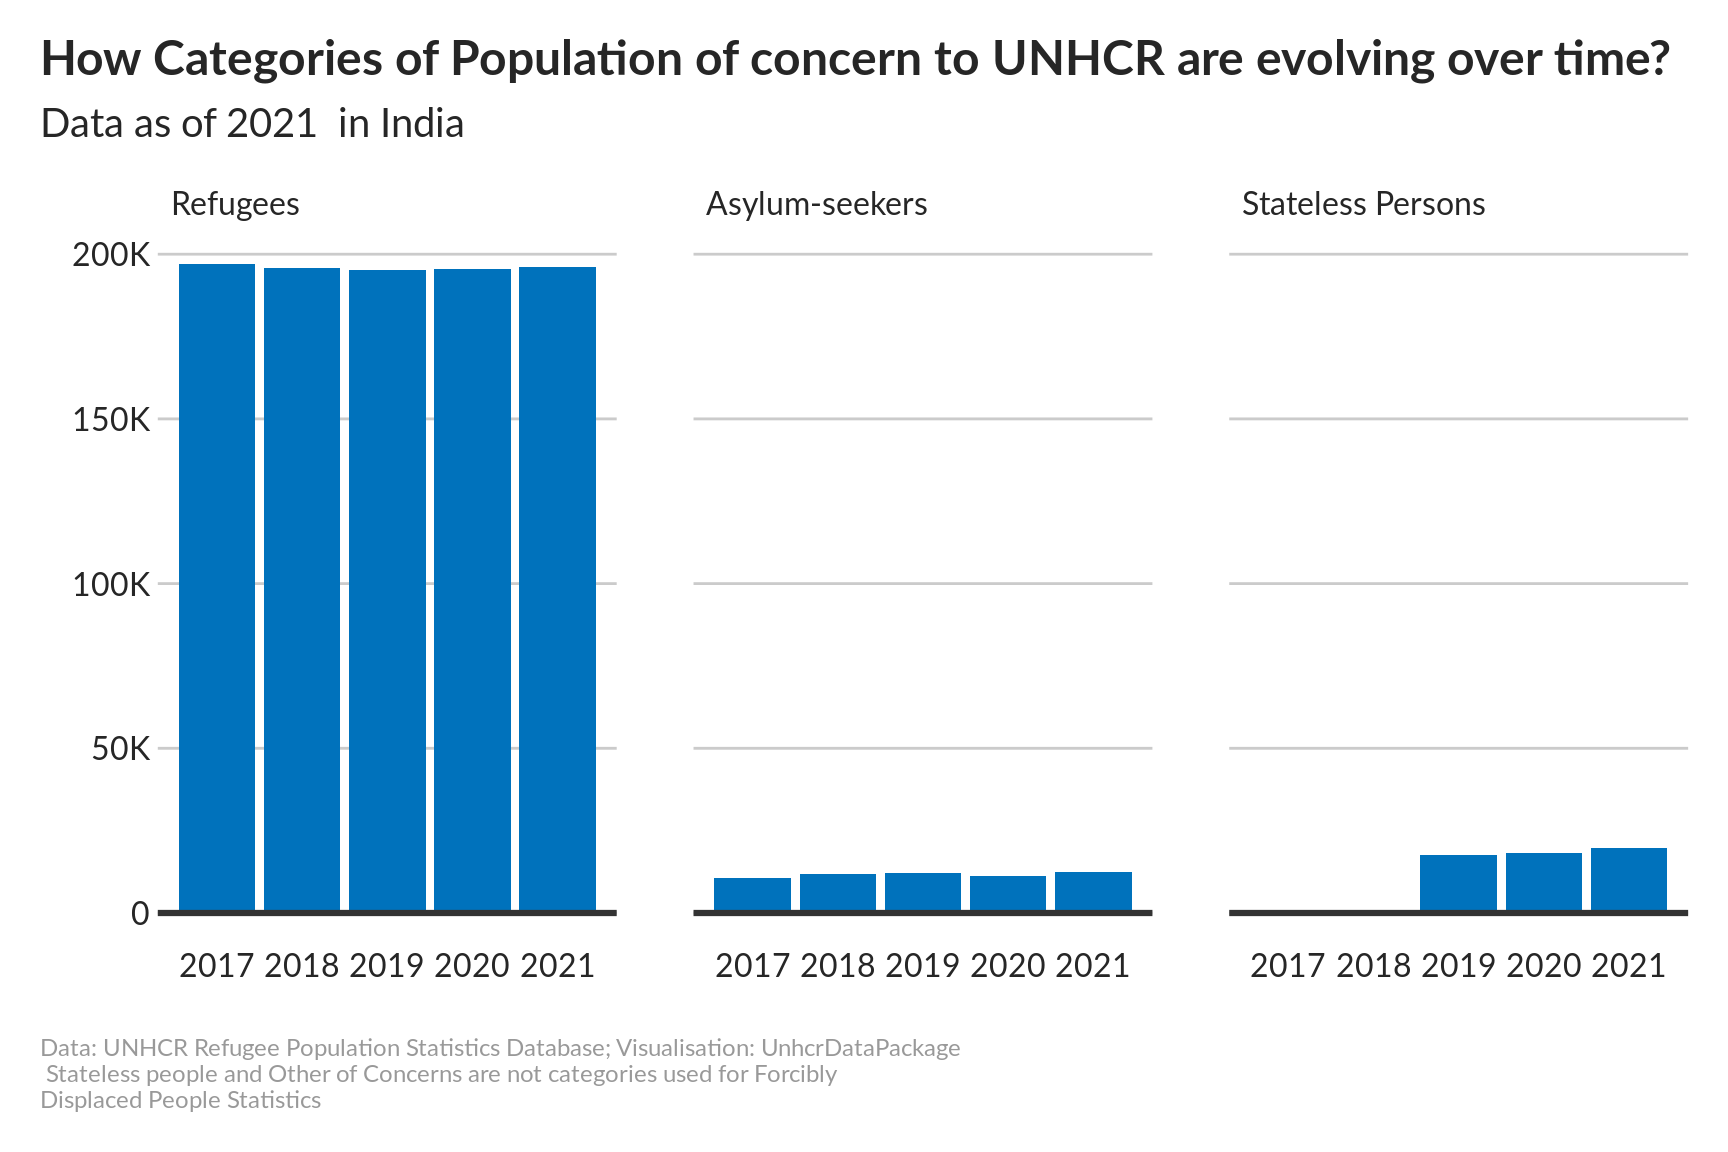 How Categories of Population of concern to UNHCR are evolving over time?
Data as of 2021  in India
Refugees
Asylum-seekers
Stateless Persons
200K
150K
100K
50K
0
2017 2018 2019 2020 2021
2017 2018 2019 2020 2021
2017 2018 2019 2020 2021
Data: UNHCR Refugee Population Statistics Database; Visualisation: UnhcrDataPackage
Stateless people and Other of Concerns are not categories used for Forcibly
Displaced People Statistics